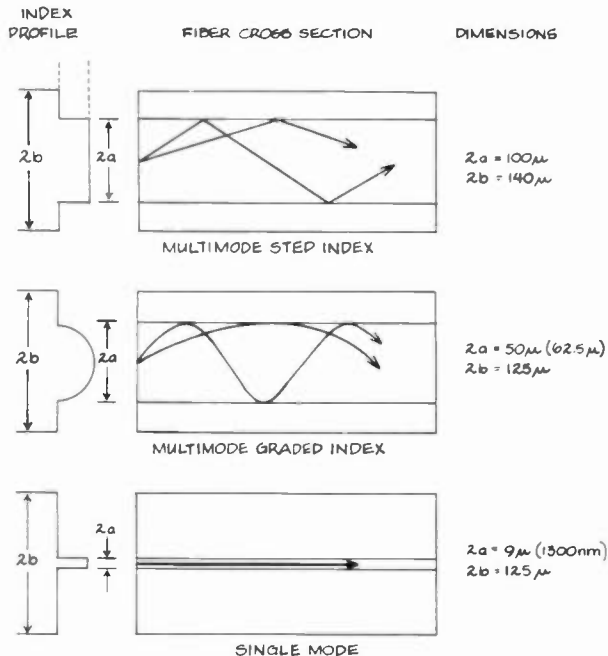 INDEX PROFILE
FIBER CROSS SECTION
DIMENSIONS
2b
2a
2a = 100μ
2b = 140μ
MULTIMODE STEP INDEX
2b
2a
2a = 50μ (62.5μ)
2b = 125μ
MULTIMODE GRADED INDEX
2b
2a
2a = 9μ (1300nm)
2b = 125μ
SINGLE MODE